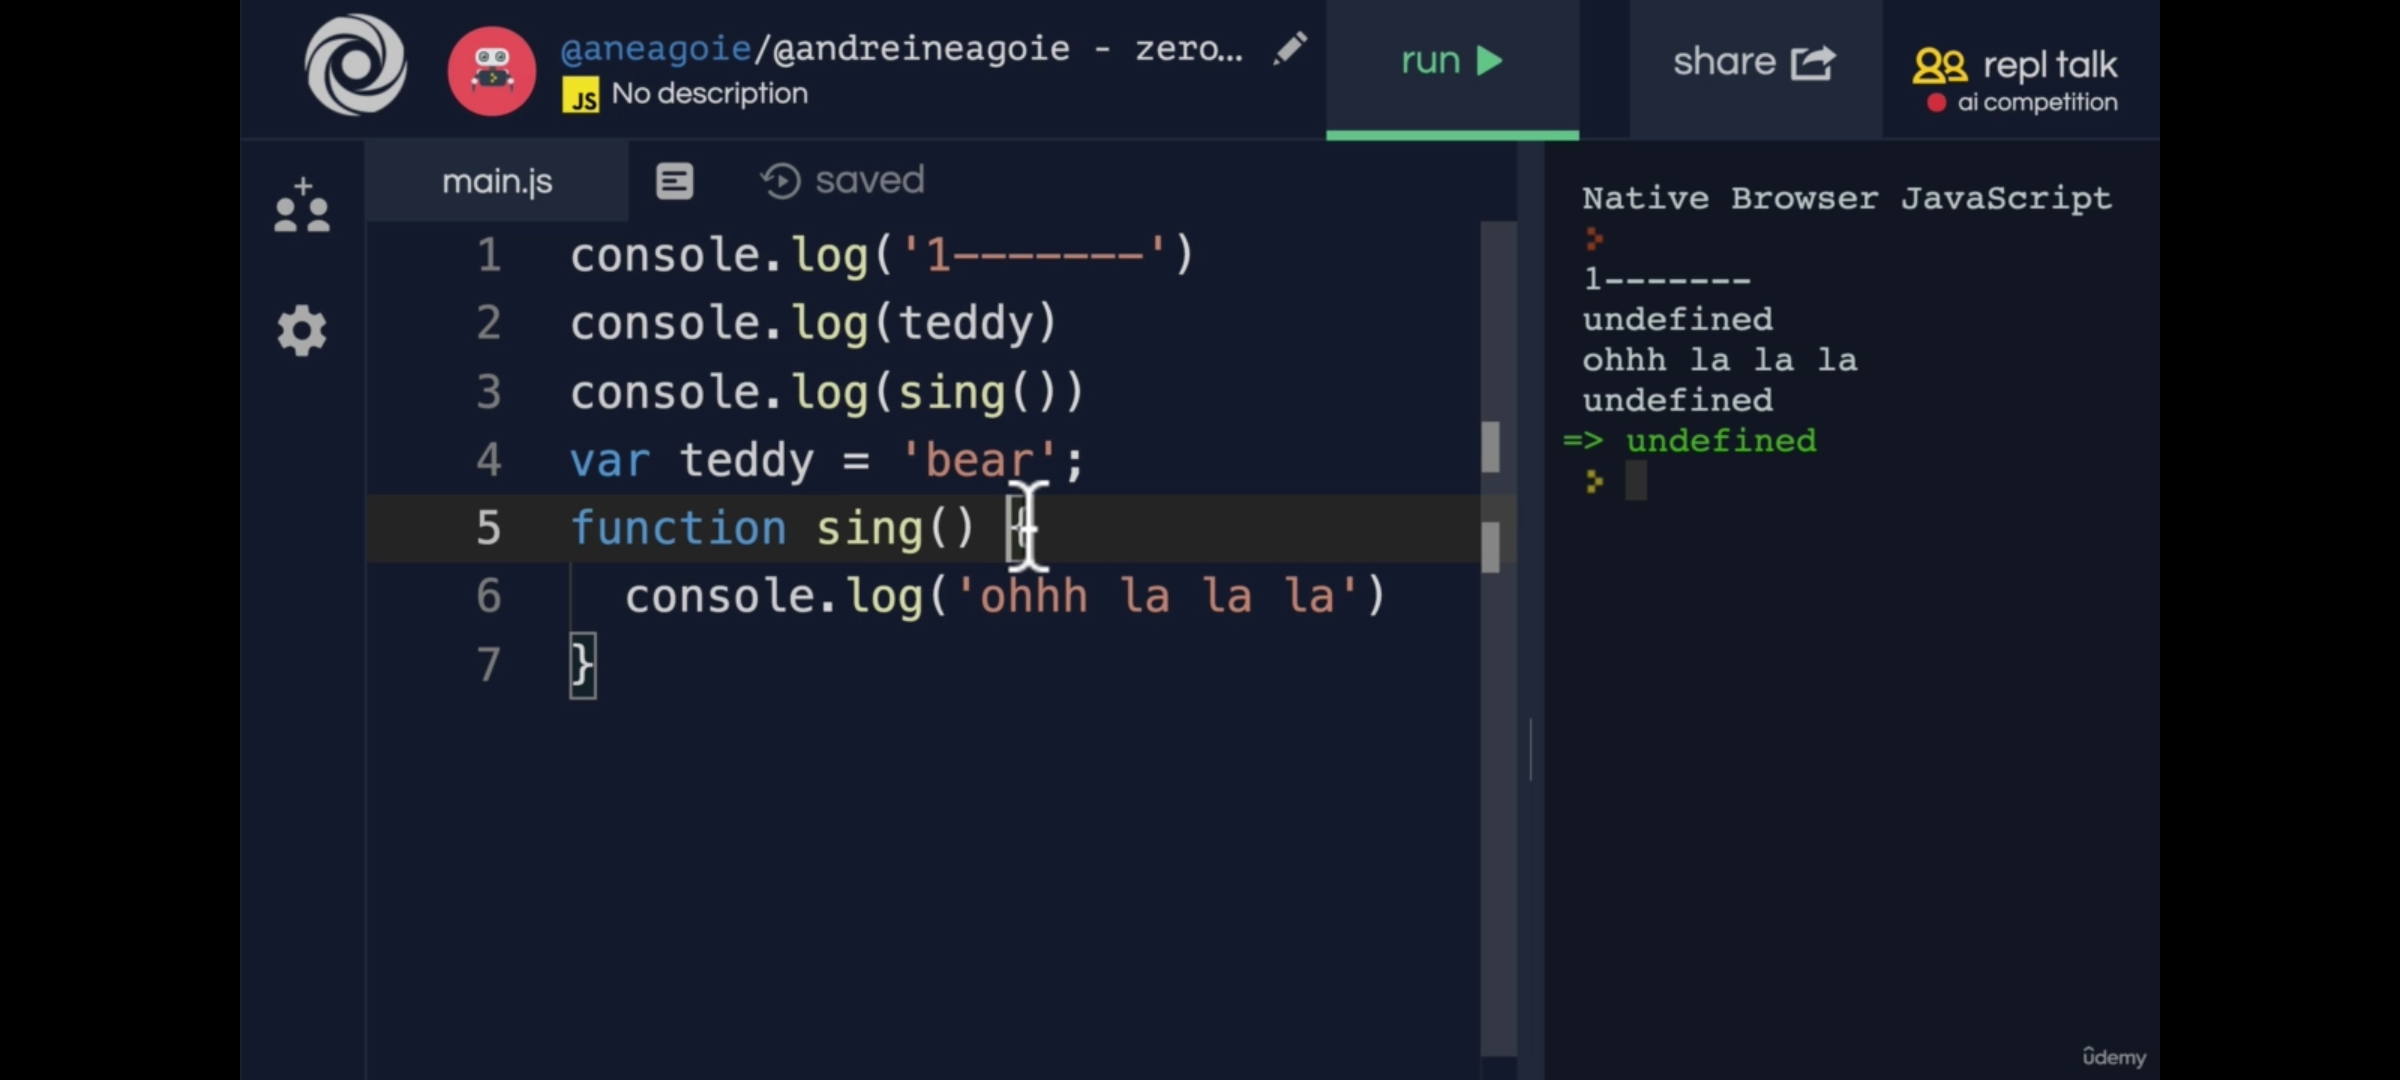 @aneagoie/@andreineagoie - zero...
JS No description
run
share
repl talk
ai competition
main.js
saved
1 console.log('1-------')
2 console.log(teddy)
3 console.log(sing())
4 var teddy = 'bear';
5 function sing() {
6 console.log('ohhh la la la')
7 }
Native Browser JavaScript
1-------
undefined
ohhh la la la
undefined
=> undefined
ûdemy